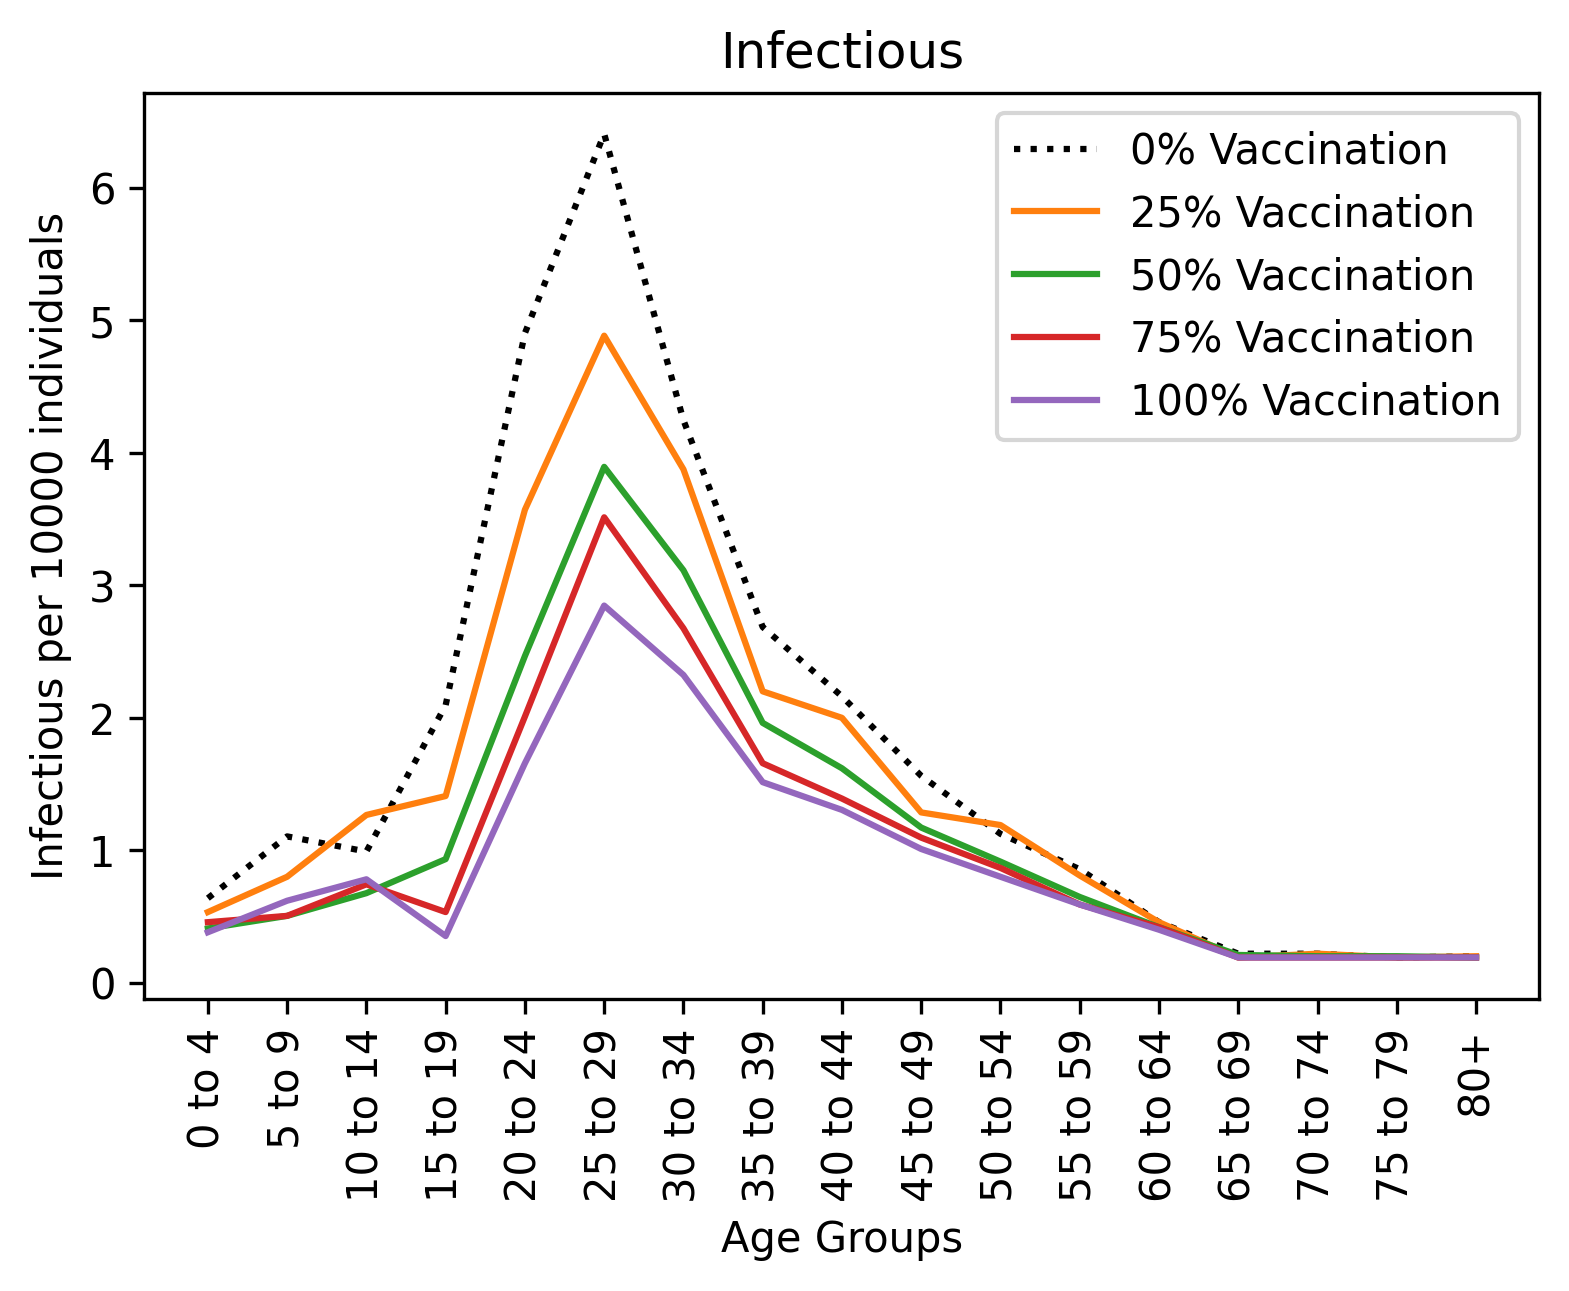 Infectious
Infectious per 10000 individuals
6
5
4
3
2
1
0
0% Vaccination
25% Vaccination
50% Vaccination
75% Vaccination
100% Vaccination
0 to 4
5 to 9
10 to 14
15 to 19
20 to 24
25 to 29
30 to 34
35 to 39
40 to 44
45 to 49
50 to 54
55 to 59
60 to 64
65 to 69
70 to 74
75 to 79
80+
Age Groups